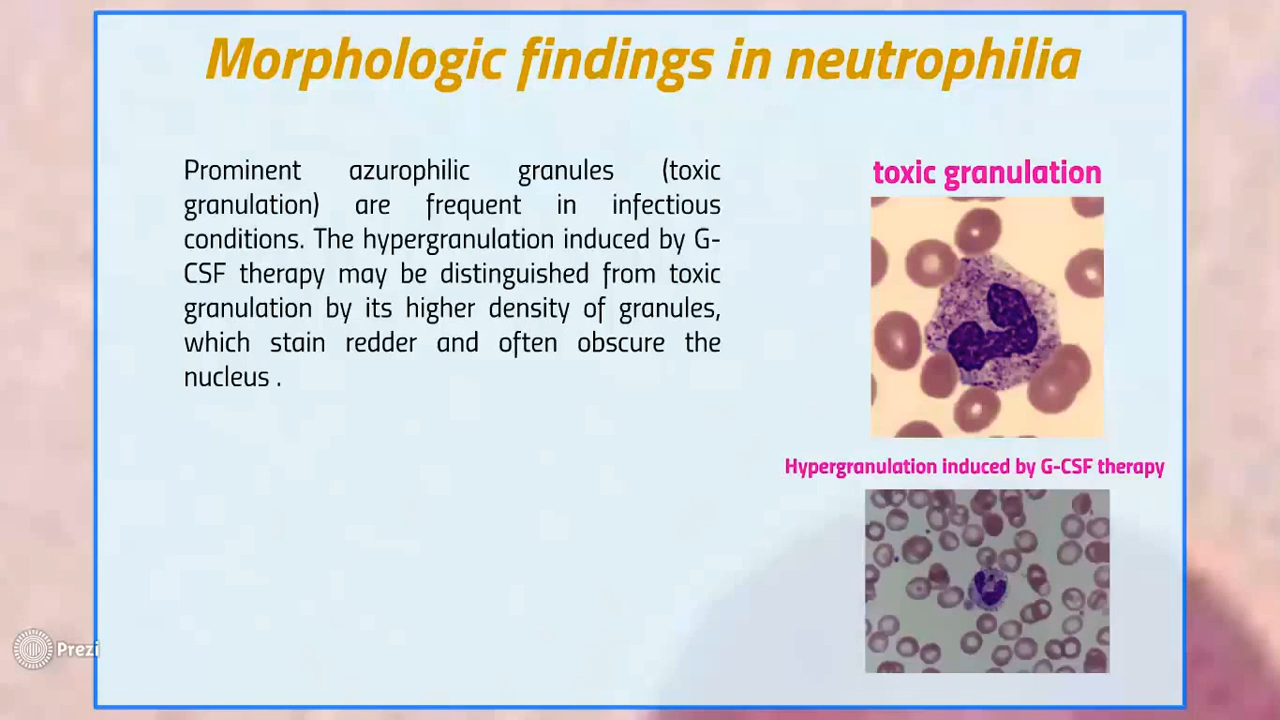 Morphologic findings in neutrophilia
Prominent azurophilic granules (toxic
granulation) are frequent in infectious
conditions. The hypergranulation induced by G-
CSF therapy may be distinguished from toxic
granulation by its higher density of granules,
which stain redder and often obscure the
nucleus .
toxic granulation
Hypergranulation induced by G-CSF therapy
Prezi